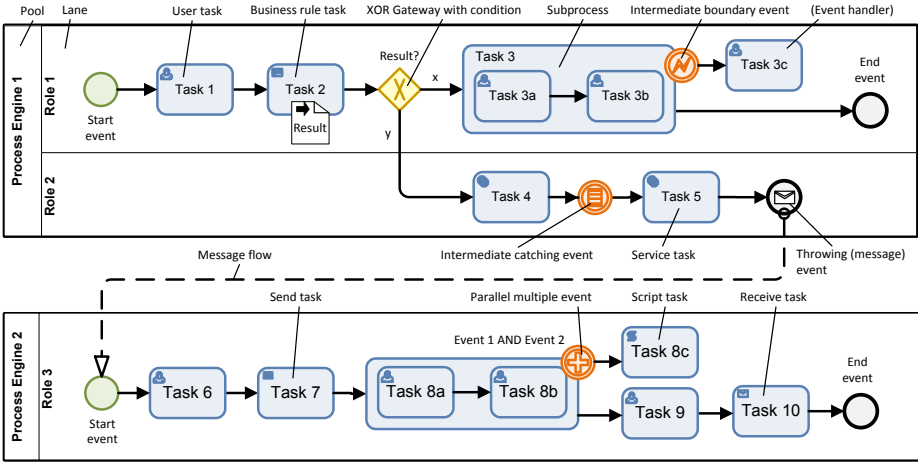 Pool
Lane
User task
Business rule task
XOR Gateway with condition
Subprocess
Intermediate boundary event
(Event handler)
Process Engine 1
Role 1
Start
event
Task 1
Task 2
Result
Result?
x
y
Task 3
Task 3a
Task 3b
Task 3c
End
event
Role 2
Task 4
Task 5
Message flow
Intermediate catching event
Service task
Throwing (message)
event
Send task
Parallel multiple event
Script task
Receive task
Process Engine 2
Role 3
Event 1 AND Event 2
Start
event
Task 6
Task 7
Task 8a
Task 8b
Task 8c
Task 9
Task 10
End
event